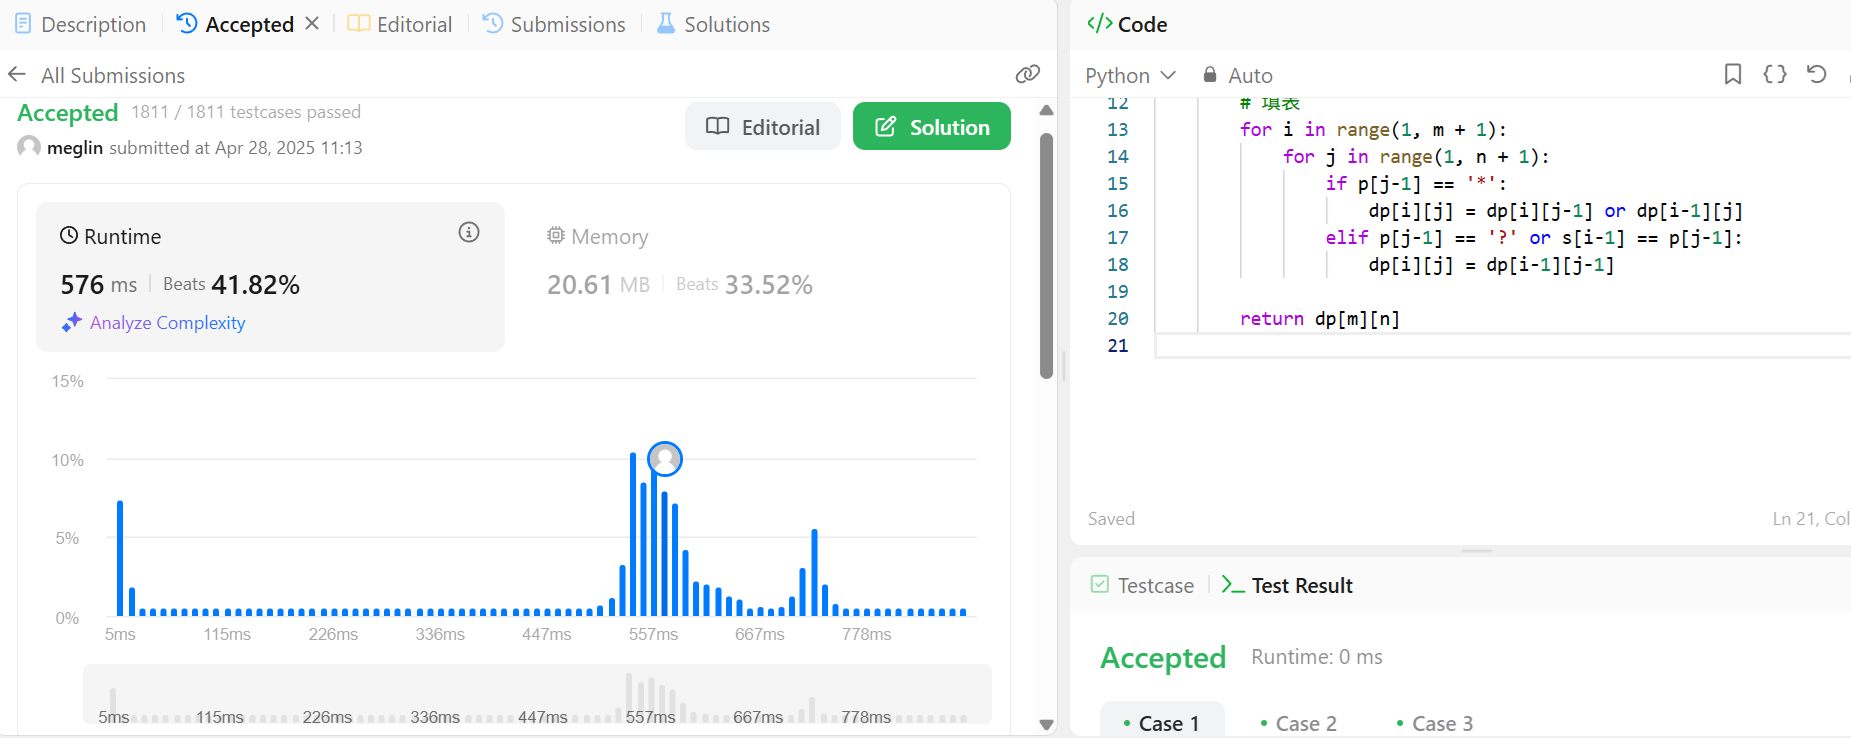 Description
Accepted
Editorial
Submissions
Solutions
All Submissions
Accepted 1811 / 1811 testcases passed
meglin submitted at Apr 28, 2025 11:13
Editorial
Solution
Runtime
576 ms
Beats 41.82%
Analyze Complexity
Memory
20.61 MB
Beats 33.52%
15%
10%
5%
0%
5ms 115ms 226ms 336ms 447ms 557ms 667ms 778ms
5ms 115ms 226ms 336ms 447ms 557ms 667ms 778ms
</> Code
Python
Auto
12 # 填表
13 for i in range(1, m + 1):
14 for j in range(1, n + 1):
15 if p[j-1] == '*':
16 dp[i][j] = dp[i][j-1] or dp[i-1][j]
17 elif p[j-1] == '?' or s[i-1] == p[j-1]:
18 dp[i][j] = dp[i-1][j-1]
19
20 return dp[m][n]
21
Saved
Ln 21, Col
Testcase
Test Result
Accepted Runtime: 0 ms
Case 1
Case 2
Case 3